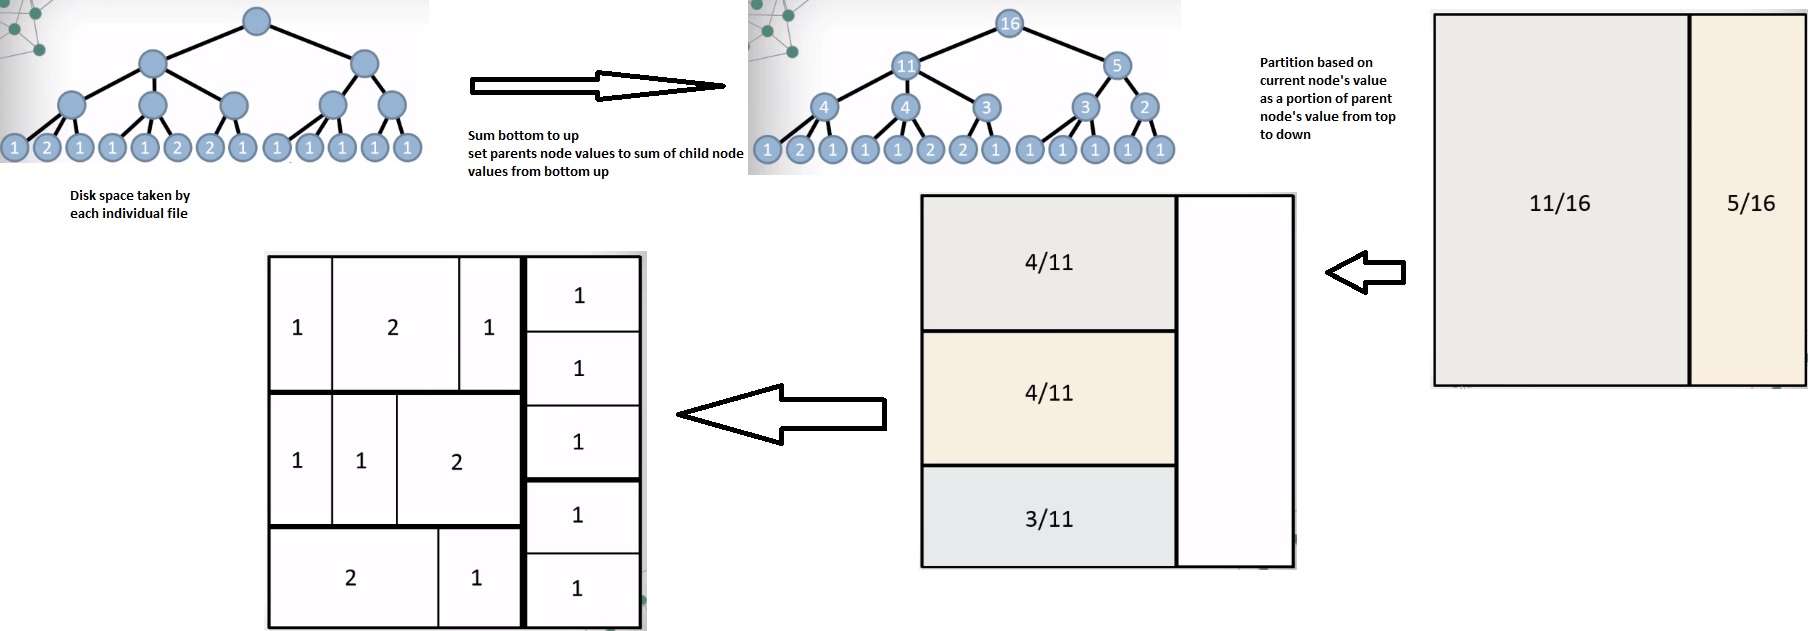 1 2 1 1 1 2 2 1 1 1 1 1 1
Disk space taken by
each individual file
Sum bottom to up
set parents node values to sum of child node
values from bottom up
16
11 5
4 4 3 3 2
1 2 1 1 1 2 2 1 1 1 1 1 1
Partition based on
current node's value
as a portion of parent
node's value from top
to down
11/16 5/16
4/11
4/11
3/11
1 2 1
1 1 2
2 1
1
1
1
1
1